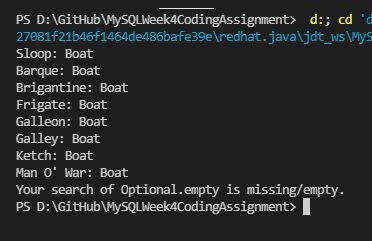 PS D:\GitHub\MySQLWeek4CodingAssignment>  d:; cd 'd
27081f21b46f1464de486bafe39e\redhat.java\jdt_ws\MyS
Sloop: Boat
Barque: Boat
Brigantine: Boat
Frigate: Boat
Galleon: Boat
Galley: Boat
Ketch: Boat
Man O' War: Boat
Your search of Optional.empty is missing/empty.
PS D:\GitHub\MySQLWeek4CodingAssignment>